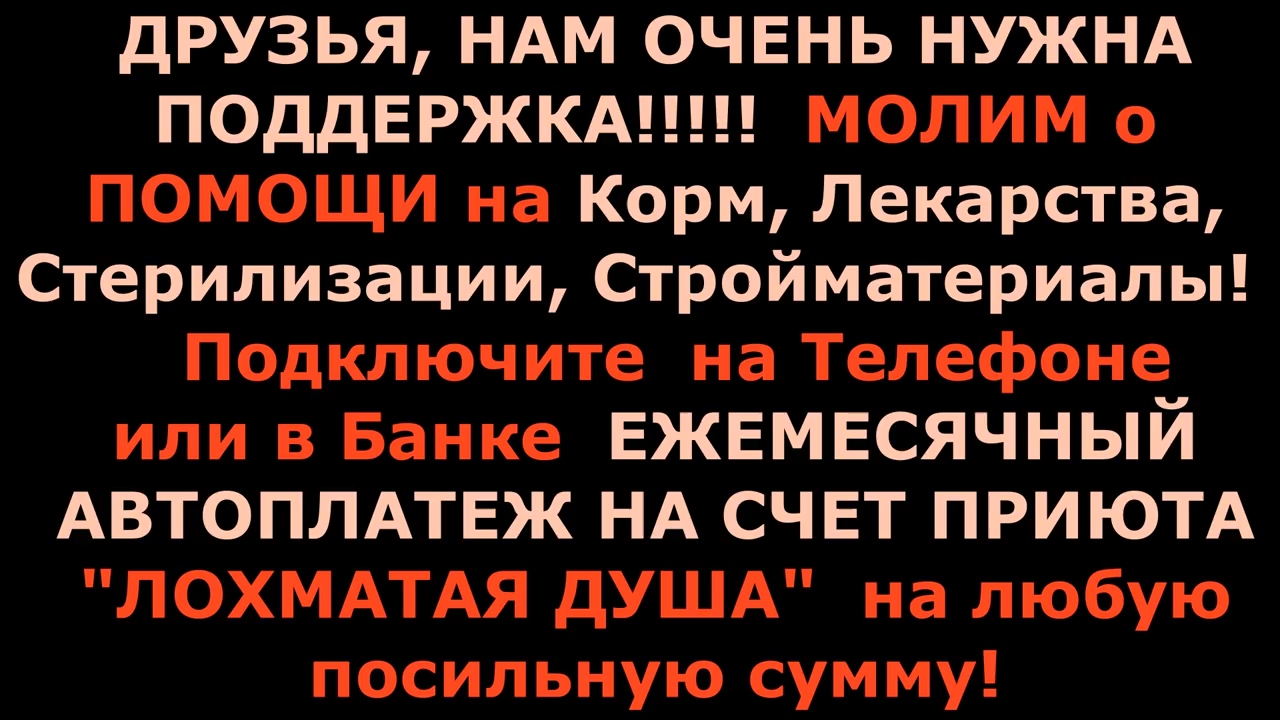 ДРУЗЬЯ, НАМ ОЧЕНЬ НУЖНА
ПОДДЕРЖКА!!!!! МОЛИМ о
ПОМОЩИ на Корм, Лекарства,
Стерилизации, Стройматериалы!
Подключите на Телефоне
или в Банке ЕЖЕМЕСЯЧНЫЙ
АВТОПЛАТЕЖ НА СЧЕТ ПРИЮТА
"ЛОХМАТАЯ ДУША" на любую
посильную сумму!